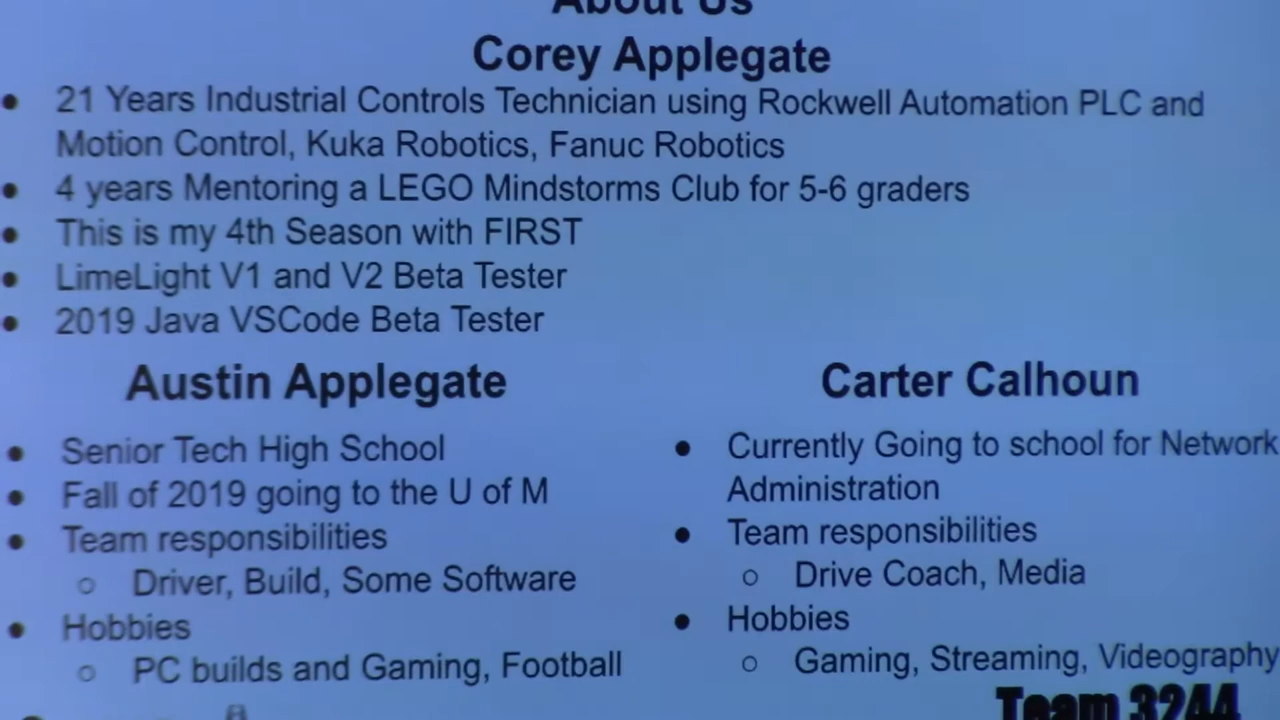 About Us
Corey Applegate
● 21 Years Industrial Controls Technician using Rockwell Automation PLC and
Motion Control, Kuka Robotics, Fanuc Robotics
● 4 years Mentoring a LEGO Mindstorms Club for 5-6 graders
● This is my 4th Season with FIRST
● LimeLight V1 and V2 Beta Tester
● 2019 Java VSCode Beta Tester
Austin Applegate
● Senior Tech High School
● Fall of 2019 going to the U of M
● Team responsibilities
○ Driver, Build, Some Software
● Hobbies
○ PC builds and Gaming, Football
Carter Calhoun
● Currently Going to school for Network
Administration
● Team responsibilities
○ Drive Coach, Media
● Hobbies
○ Gaming, Streaming, Videography
Team 3244